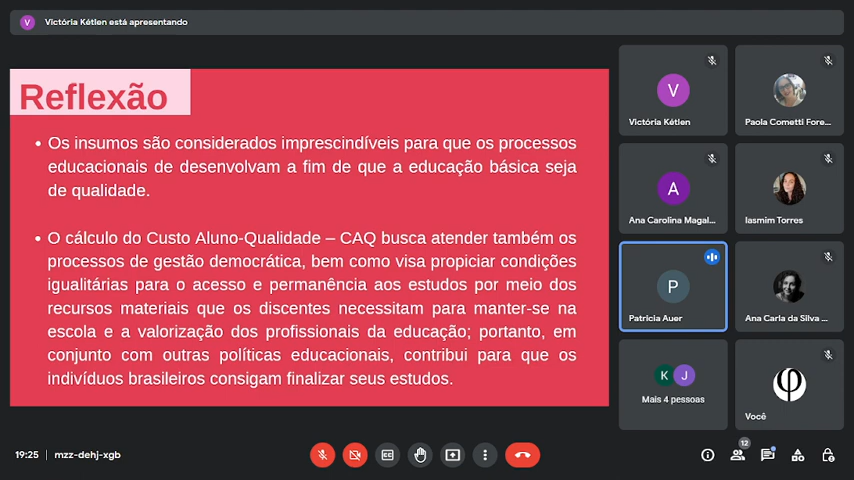 V
Victória Kétlen está apresentando
Reflexão
• Os insumos são considerados imprescindíveis para que os processos
educacionais de desenvolvam a fim de que a educação básica seja
de qualidade.
• O cálculo do Custo Aluno-Qualidade – CAQ busca atender também os
processos de gestão democrática, bem como visa propiciar condições
igualitárias para o acesso e permanência aos estudos por meio dos
recursos materiais que os discentes necessitam para manter-se na
escola e a valorização dos profissionais da educação; portanto, em
conjunto com outras políticas educacionais, contribui para que os
indivíduos brasileiros consigam finalizar seus estudos.
V
Victória Kétlen
Paola Cometti Fore...
A
Ana Carolina Magal...
Iasmim Torres
P
Patricia Auer
Ana Carla da Silva ...
K J
Mais 4 pessoas
φ
Você
19:25 | mzz-dehj-xgb
CC
12